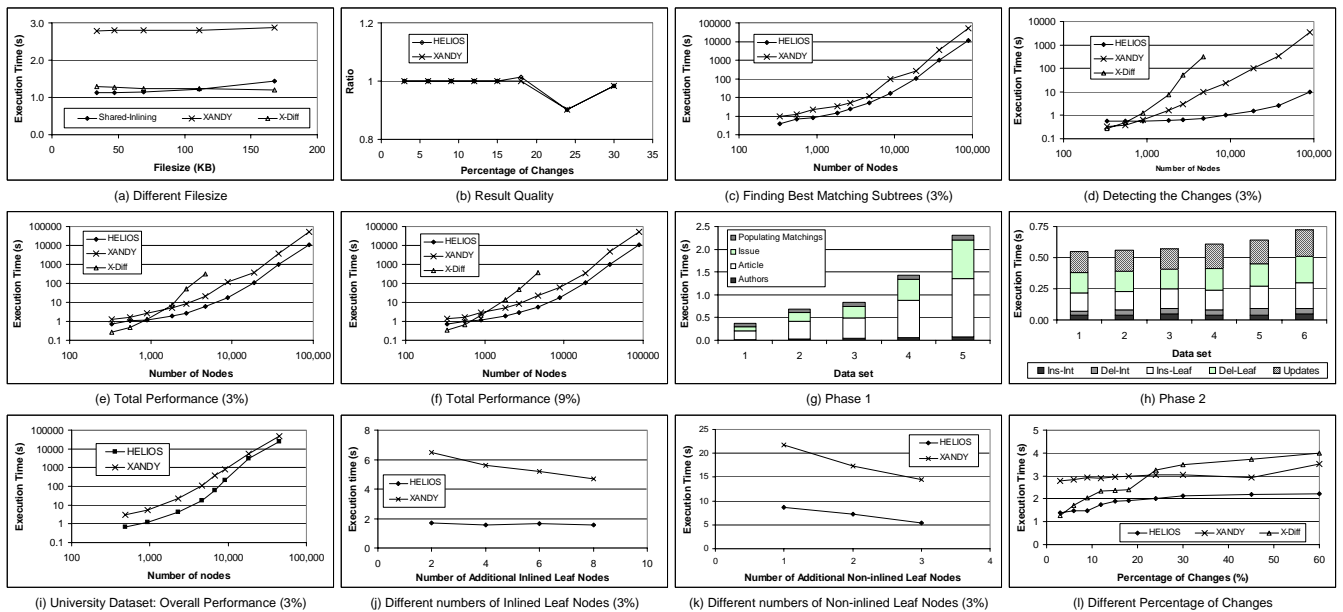 3.0
2.0
1.0
0.0
Execution Time (s)
0 50 100 150 200
Filesize (KB)
Shared-Inlining XANDY X-Diff
(a) Different Filesize
1.2
1
0.8
Ratio
HELIOS
XANDY
0 5 10 15 20 25 30 35
Percentage of Changes
(b) Result Quality
100000
10000
1000
100
10
1
0
Execution Time (s)
HELIOS
XANDY
100 1,000 10,000 100,000
Number of Nodes
(c) Finding Best Matching Subtrees (3%)
10000
1000
100
10
1
0.1
Execution Time (s)
HELIOS
XANDY
X-Diff
100 1,000 10,000 100,000
Number of Nodes
(d) Detecting the Changes (3%)
100000
10000
1000
100
10
1
0.1
Execution Time (s)
HELIOS
XANDY
X-Diff
100 1,000 10,000 100,000
Number of Nodes
(e) Total Performance (3%)
100000
10000
1000
100
10
1
0.1
Execution Time (s)
HELIOS
XANDY
X-Diff
100 1000 10000 100000
Number of Nodes
(f) Total Performance (9%)
2.5
2.0
1.5
1.0
0.5
0.0
Execution Time (s)
Populating Matchings
Issue
Article
Authors
1 2 3 4 5
Data set
(g) Phase 1
0.75
0.50
0.25
0.00
Execution Time (s)
1 2 3 4 5 6
Data set
Ins-Int Del-Int Ins-Leaf Del-Leaf Updates
(h) Phase 2
100000
10000
1000
100
10
1
0.1
Execution Time (s)
HELIOS
XANDY
100 1,000 10,000 100,000
Number of nodes
(i) University Dataset: Overall Performance (3%)
8
6
4
2
0
Execution time (s)
HELIOS
XANDY
0 2 4 6 8 10
Number of Additional Inlined Leaf Nodes
(j) Different numbers of Inlined Leaf Nodes (3%)
25
20
15
10
5
0
Execution Time (s)
HELIOS
XANDY
0 1 2 3 4
Number of Additional Non-inlined Leaf Nodes
(k) Different numbers of Non-inlined Leaf Nodes (3%)
5
4
3
2
1
0
Execution Time (s)
HELIOS XANDY X-Diff
0 10 20 30 40 50 60
Percentage of Changes (%)
(l) Different Percentage of Changes